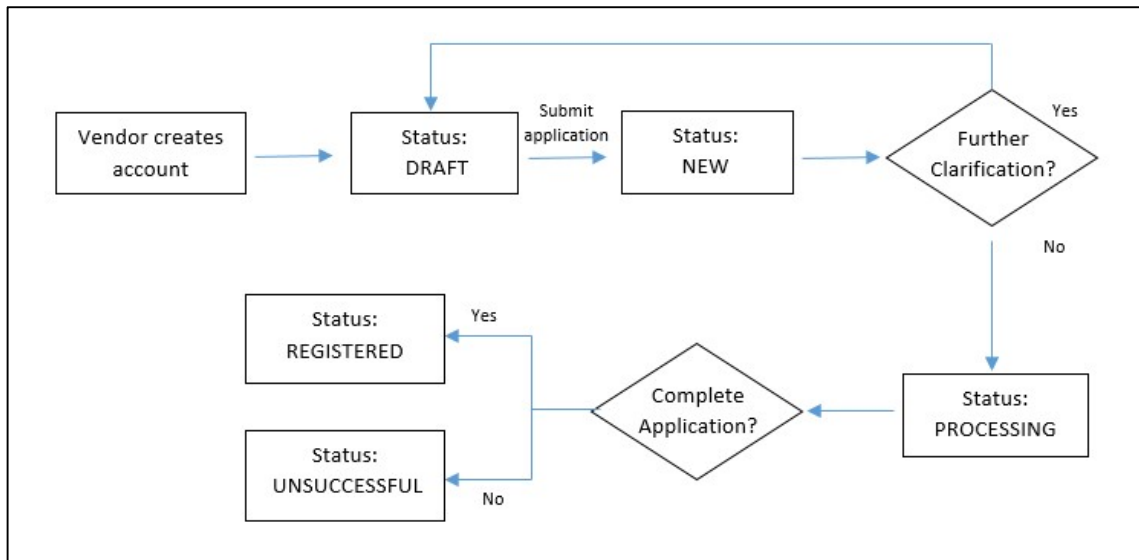 Vendor creates
account
Status:
DRAFT
Submit
application
Status:
NEW
Further
Clarification?
Yes
No
Status:
PROCESSING
Complete
Application?
Yes
Status:
REGISTERED
No
Status:
UNSUCCESSFUL